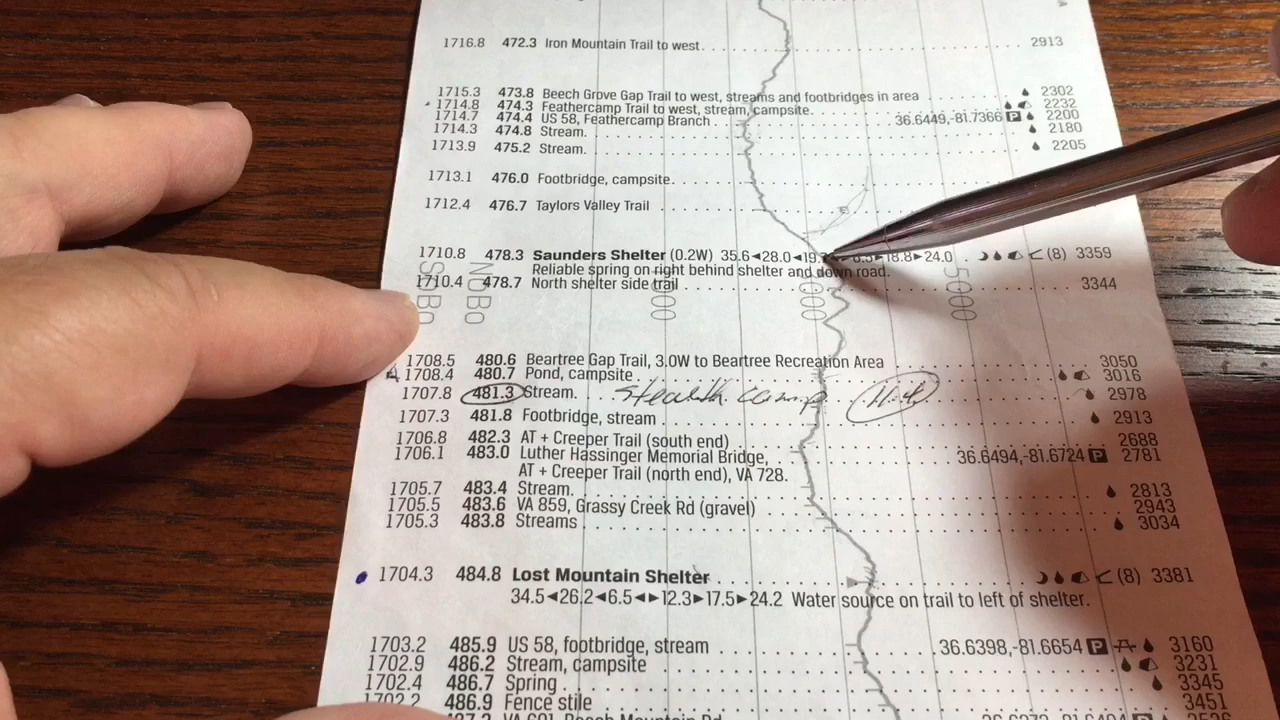 1716.8 472.3 Iron Mountain Trail to west. 2913
1715.3 473.8 Beech Grove Gap Trail to west, streams and footbridges in area 2302
1714.8 474.3 Feathercamp Trail to west, stream, campsite. 2232
1714.7 474.4 US 58, Feathercamp Branch 36.6449,-81.7366 P 2200
1714.3 474.8 Stream. 2180
1713.9 475.2 Stream. 2205
1713.1 476.0 Footbridge, campsite.
1712.4 476.7 Taylors Valley Trail
1710.8 478.3 Saunders Shelter (0.2W) 35.6◄28.0◄19. ►18.8►24.0 (8) 3359
Reliable spring on right behind shelter and down road.
1710.4 478.7 North shelter side trail 3344
SOBO NOBO 5000
1708.5 480.6 Beartree Gap Trail, 3.0W to Beartree Recreation Area 3050
1708.4 480.7 Pond, campsite 3016
1707.8 481.3 Stream. Stealth camp 11.4 2978
1707.3 481.8 Footbridge, stream 2913
1706.8 482.3 AT + Creeper Trail (south end) 2688
1706.1 483.0 Luther Hassinger Memorial Bridge, 36.6494,-81.6724 P 2781
AT + Creeper Trail (north end), VA 728.
1705.7 483.4 Stream. 2813
1705.5 483.6 VA 859, Grassy Creek Rd (gravel) 2943
1705.3 483.8 Streams 3034
1704.3 484.8 Lost Mountain Shelter (8) 3381
34.5◄26.2◄6.5◄►12.3►17.5►24.2 Water source on trail to left of shelter.
1703.2 485.9 US 58, footbridge, stream 36.6398,-81.6654 P 3160
1702.9 486.2 Stream, campsite 3231
1702.4 486.7 Spring 3345
1702.2 486.9 Fence stile 3451